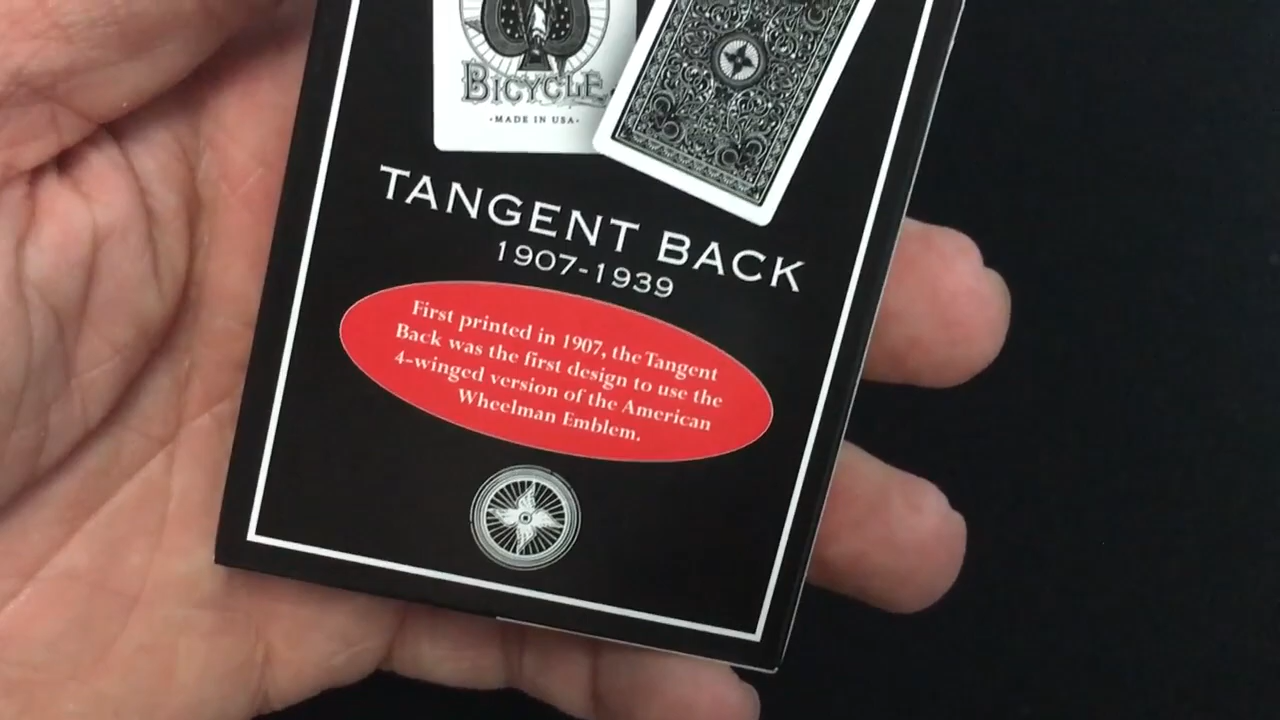 BICYCLE
·MADE IN USA·
TANGENT BACK
1907-1939
First printed in 1907, the Tangent
Back was the first design to use the
4-winged version of the American
Wheelman Emblem.